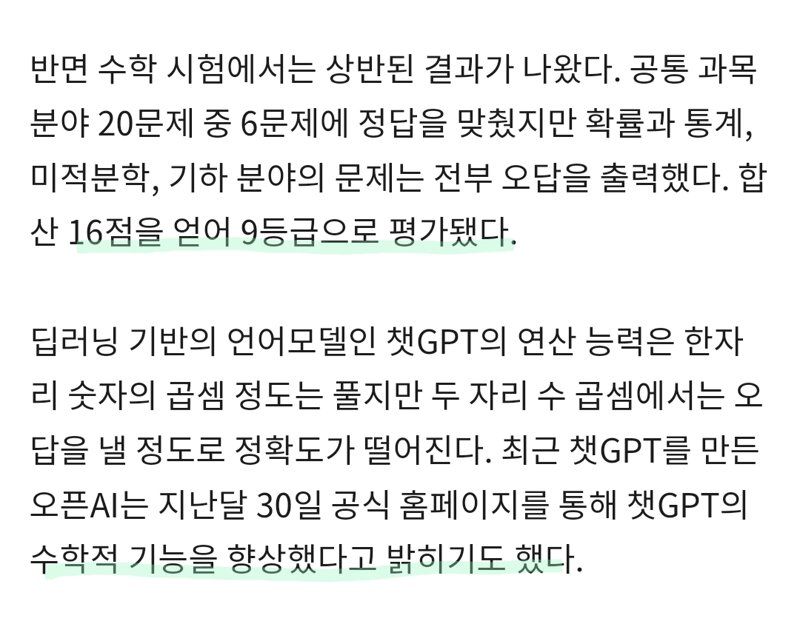 반면 수학 시험에서는 상반된 결과가 나왔다. 공통 과목
분야 20문제 중 6문제에 정답을 맞췄지만 확률과 통계,
미적분학, 기하 분야의 문제는 전부 오답을 출력했다. 합
산 16점을 얻어 9등급으로 평가됐다.
딥러닝 기반의 언어모델인 챗GPT의 연산 능력은 한자
리 숫자의 곱셈 정도는 풀지만 두 자리 수 곱셈에서는 오
답을 낼 정도로 정확도가 떨어진다. 최근 챗GPT를 만든
오픈AI는 지난달 30일 공식 홈페이지를 통해 챗GPT의
수학적 기능을 향상했다고 밝히기도 했다.